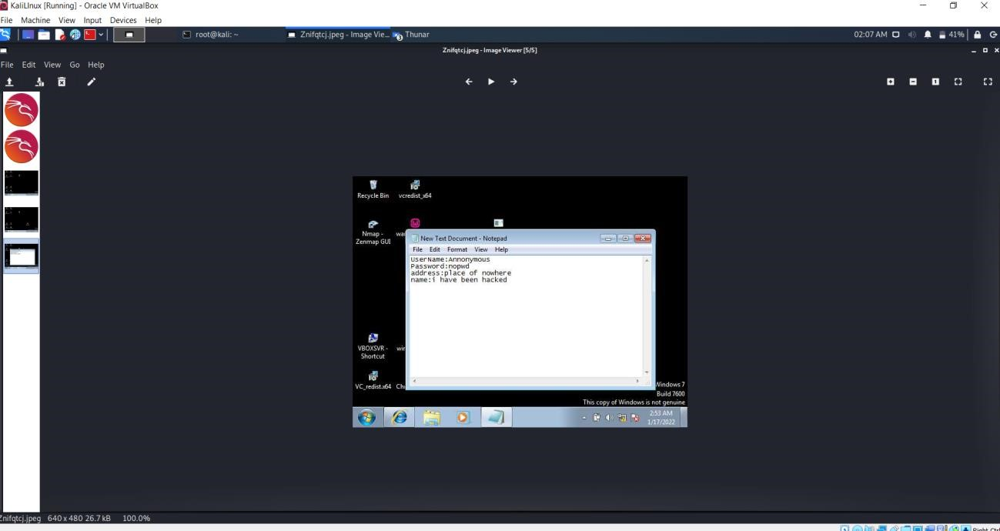 KaliLInux [Running] - Oracle VM VirtualBox
File Machine View Input Devices Help
root@kali: ~ Znifqtcj.jpeg - Image Vie... 3 Thunar 02:07 AM 41%
Znifqtcj.jpeg - Image Viewer [5/5]
File Edit View Go Help
1
Recycle Bin vcredist_x64
Nmap -
Zenmap GUI
New Text Document - Notepad
File Edit Format View Help
UserName:Annonymous
Password:nopwd
address:place of nowhere
name:i have been hacked
VBOXSVR -
Shortcut
VC_redist.x64
Windows 7
Build 7600
This copy of Windows is not genuine
2:53 AM
1/17/2022
Znifqtcj.jpeg 640 x 480 26.7 kB 100.0%
Right Ctrl